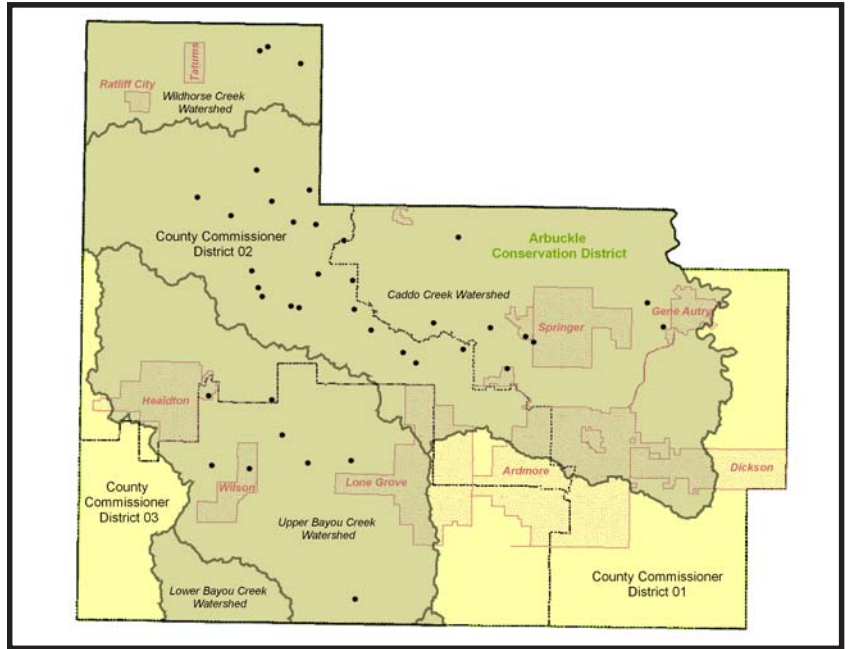 Tatums
Ratliff City
Wildhorse Creek
Watershed
County Commissioner
District 02
Arbuckle
Conservation District
Caddo Creek Watershed
Gene Autry
Springer
Healdton
Wilson
Lone Grove
Ardmore
Dickson
County
Commissioner
District 03
Upper Bayou Creek
Watershed
Lower Bayou Creek
Watershed
County Commissioner
District 01